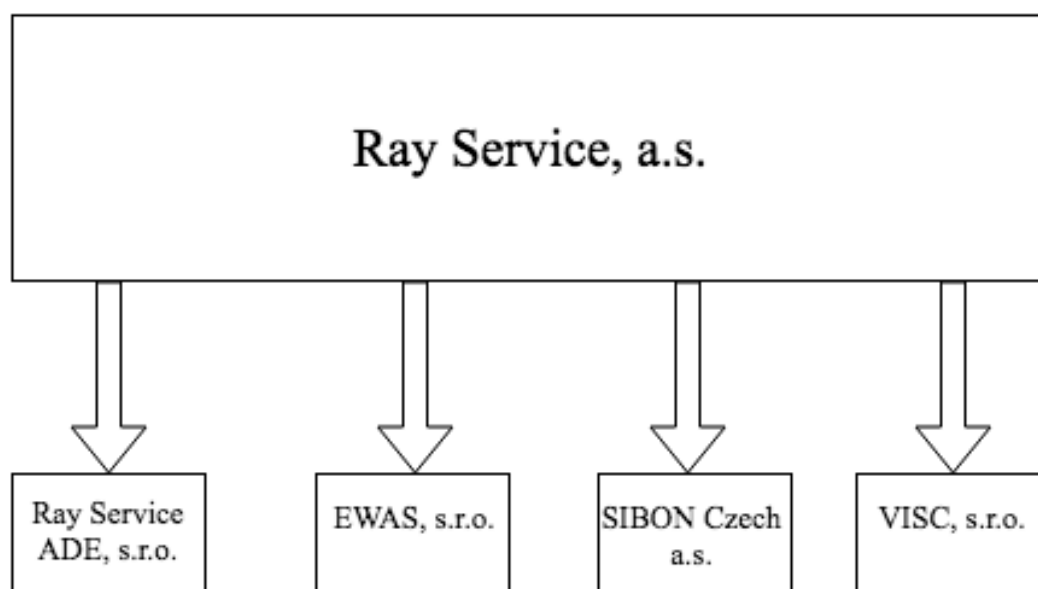 Ray Service, a.s.
Ray Service
ADE, s.r.o.
EWAS, s.r.o.
SIBON Czech
a.s.
VISC, s.r.o.